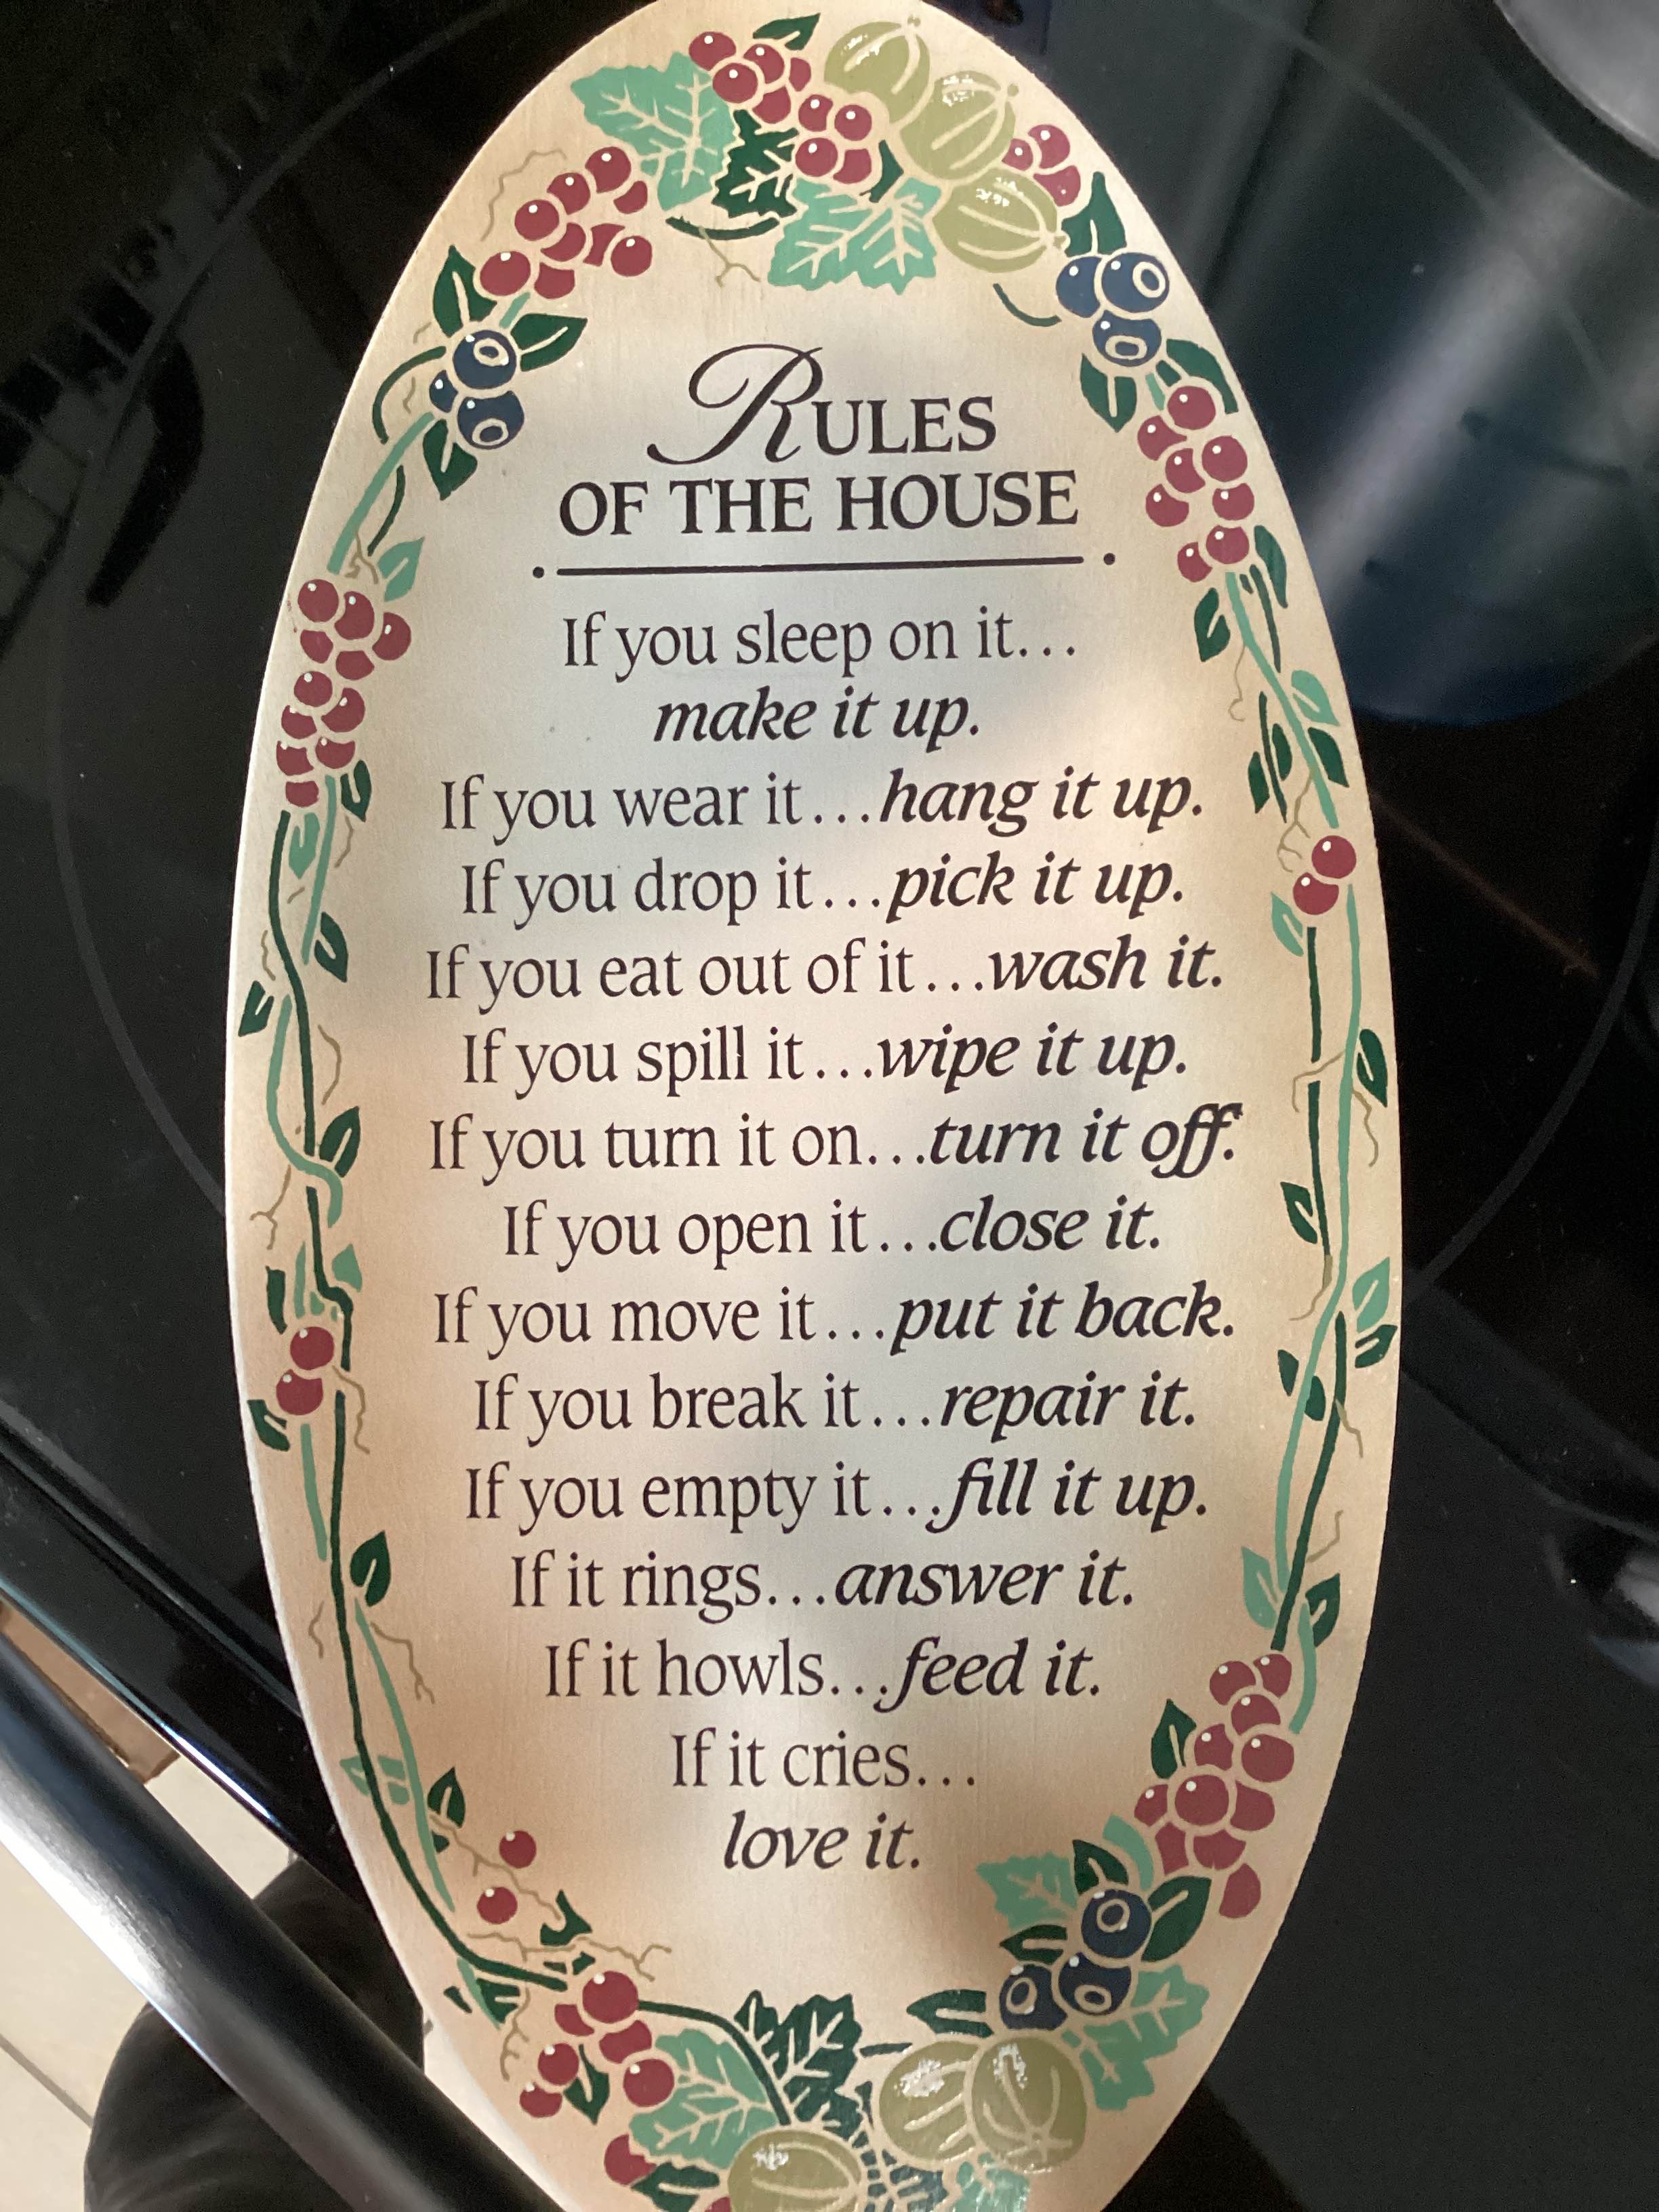 RULES
OF THE HOUSE
If you sleep on it...
make it up.
If you wear it...hang it up.
If you drop it...pick it up.
If you eat out of it...wash it.
If you spill it...wipe it up.
If you turn it on...turn it off.
If you open it...close it.
If you move it...put it back.
If you break it...repair it.
If you empty it...fill it up.
If it rings...answer it.
If it howls...feed it.
If it cries...
love it.